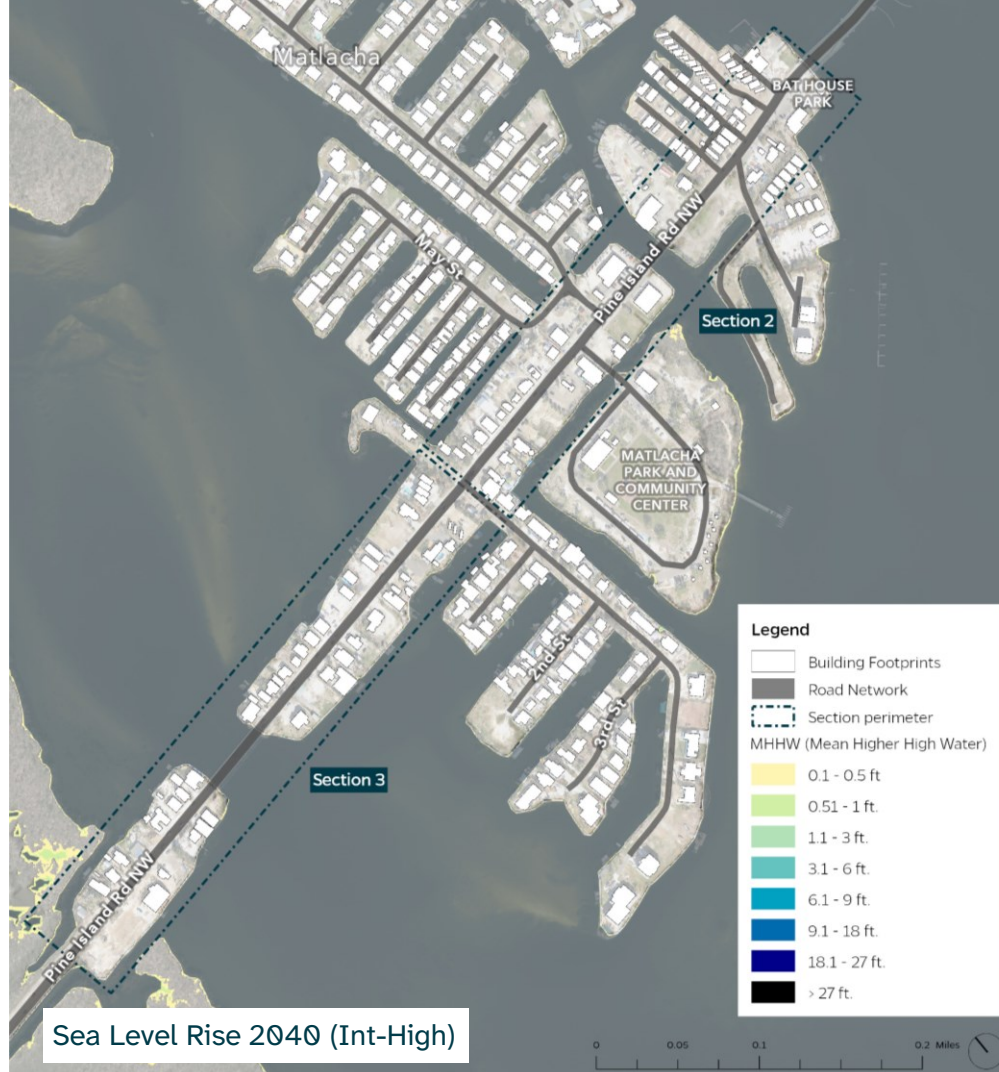 Matlacha
BAT HOUSE
PARK
May St
Pine Island Rd NW
Section 2
MATLACHA
PARK AND
COMMUNITY
CENTER
2nd St
3rd St
Section 3
Pine Island Rd NW
Legend
Building Footprints
Road Network
Section perimeter
MHHW (Mean Higher High Water)
0.1 - 0.5 ft
0.51 - 1 ft.
1.1 - 3 ft.
3.1 - 6 ft.
6.1 - 9 ft.
9.1 - 18 ft.
18.1 - 27 ft.
> 27 ft.
Sea Level Rise 2040 (Int-High)
0 0.05 0.1 0.2 Miles